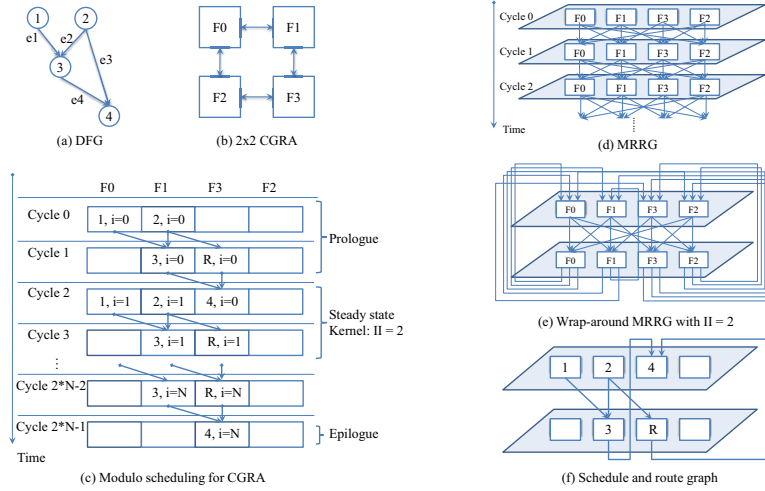 1
2
e1
e2
3
e3
e4
4
(a) DFG
F0
F1
F2
F3
(b) 2x2 CGRA
F0 F1 F3 F2
Cycle 0
1, i=0 2, i=0
Prologue
Cycle 1
3, i=0 R, i=0
Cycle 2
1, i=1 2, i=1 4, i=0
Steady state
Kernel: II = 2
Cycle 3
3, i=1 R, i=1
...
Cycle 2*N-2
3, i=N R, i=N
Cycle 2*N-1
4, i=N
Epilogue
Time
(c) Modulo scheduling for CGRA
Cycle 0
F0 F1 F3 F2
Cycle 1
F0 F1 F3 F2
Cycle 2
F0 F1 F3 F2
Time
(d) MRRG
F0 F1 F3 F2
F0 F1 F3 F2
(e) Wrap-around MRRG with II = 2
1 2 4
3 R
(f) Schedule and route graph